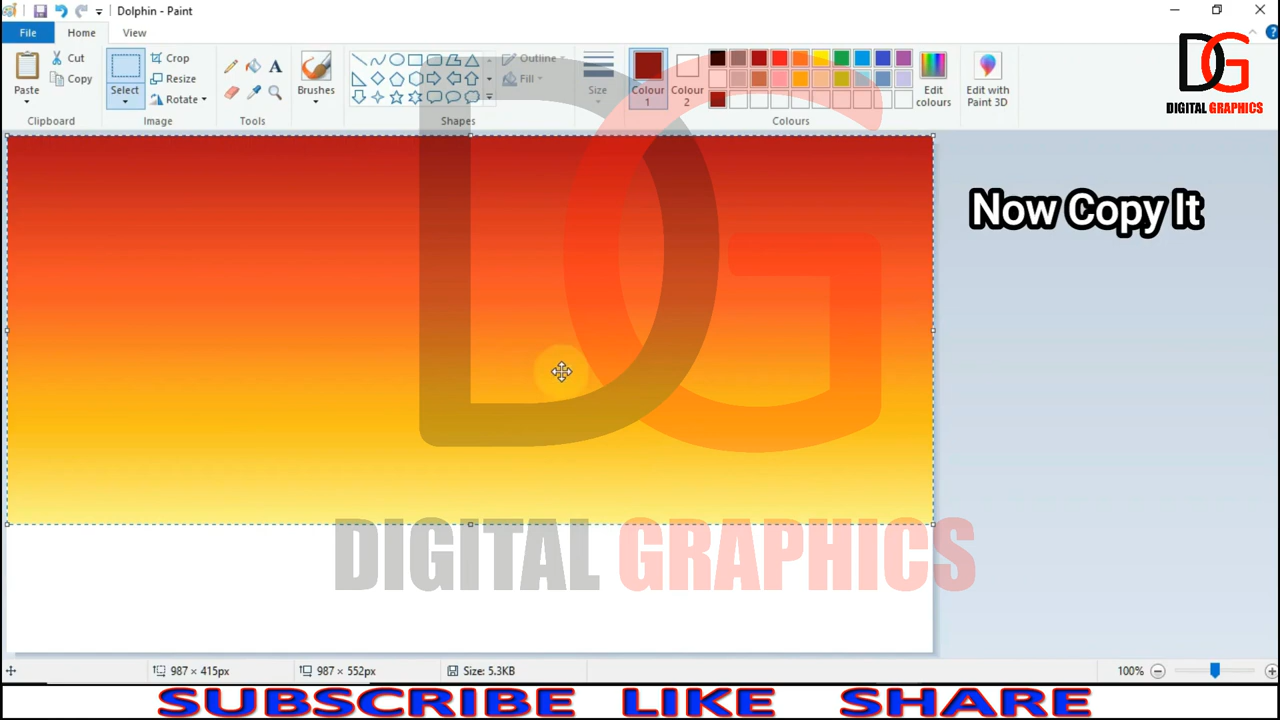 Dolphin - Paint
File
Home
View
Paste
Cut
Copy
Clipboard
Select
Crop
Resize
Rotate
Image
A
Tools
Brushes
Outline
Fill
Shapes
Size
Colour
1
Colour
2
Edit
colours
Colours
Edit with
Paint 3D
DG
DIGITAL GRAPHICS
Now Copy It
DG
DIGITAL GRAPHICS
987 × 415px
987 × 552px
Size: 5.3KB
100%
SUBSCRIBE LIKE SHARE